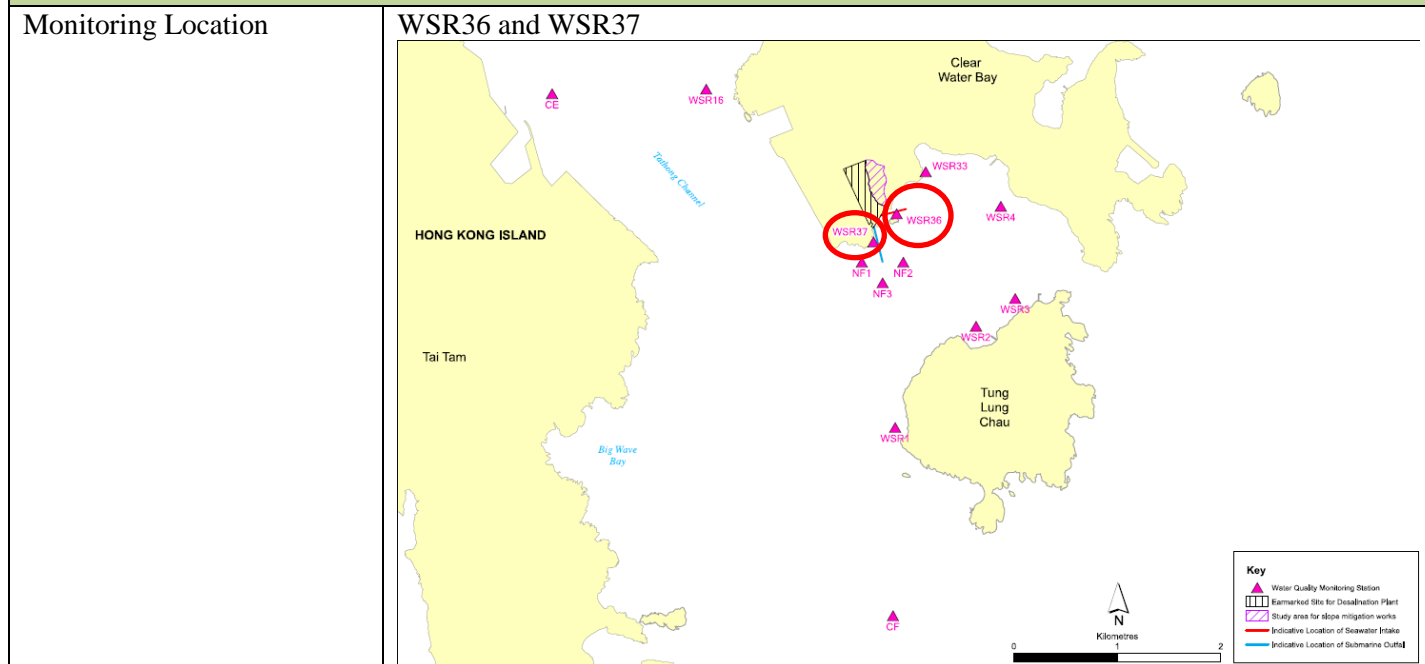 Monitoring Location
WSR36 and WSR37
Clear
Water Bay
CE
WSR16
Tathong Channel
WSR33
WSR36
WSR4
WSR37
HONG KONG ISLAND
NF1
NF2
NF3
WSR3
WSR2
Tai Tam
Tung
Lung
Chau
WSR1
Big Wave
Bay
CF
N
Kilometres
0
1
2
Key
Water Quality Monitoring Station
Earmarked Site for Desalination Plant
Study area for slope mitigation works
Indicative Location of Seawater Intake
Indicative Location of Submarine Outfall